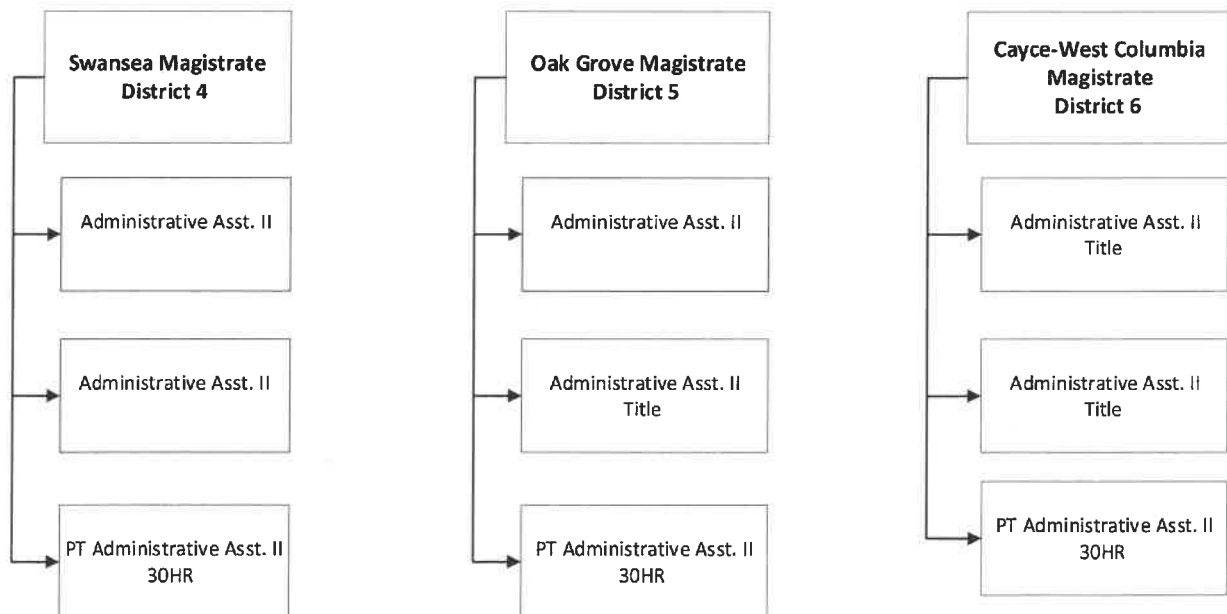 Swansea Magistrate
District 4
Administrative Asst. II
Administrative Asst. II
PT Administrative Asst. II
30HR
Oak Grove Magistrate
District 5
Administrative Asst. II
Administrative Asst. II
Title
PT Administrative Asst. II
30HR
Cayce-West Columbia
Magistrate
District 6
Administrative Asst. II
Title
Administrative Asst. II
Title
PT Administrative Asst. II
30HR